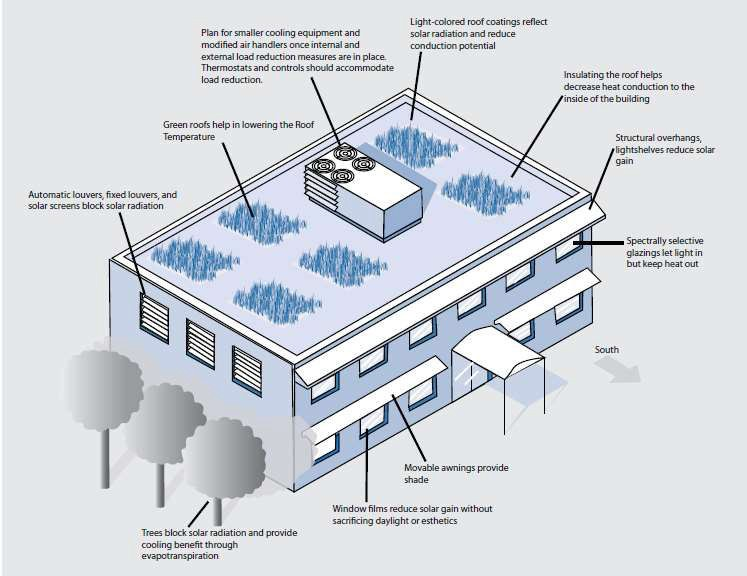 Plan for smaller cooling equipment and
modified air handlers once internal and
external load reduction measures are in place.
Thermostats and controls should accommodate
load reduction.
Light-colored roof coatings reflect
solar radiation and reduce
conduction potential
Insulating the roof helps
decrease heat conduction to the
inside of the building
Green roofs help in lowering the Roof
Temperature
Structural overhangs,
lightshelves reduce solar
gain
Automatic louvers, fixed louvers, and
solar screens block solar radiation
Spectrally selective
glazings let light in
but keep heat out
South
Movable awnings provide
shade
Window films reduce solar gain without
sacrificing daylight or esthetics
Trees block solar radiation and provide
cooling benefit through
evapotranspiration